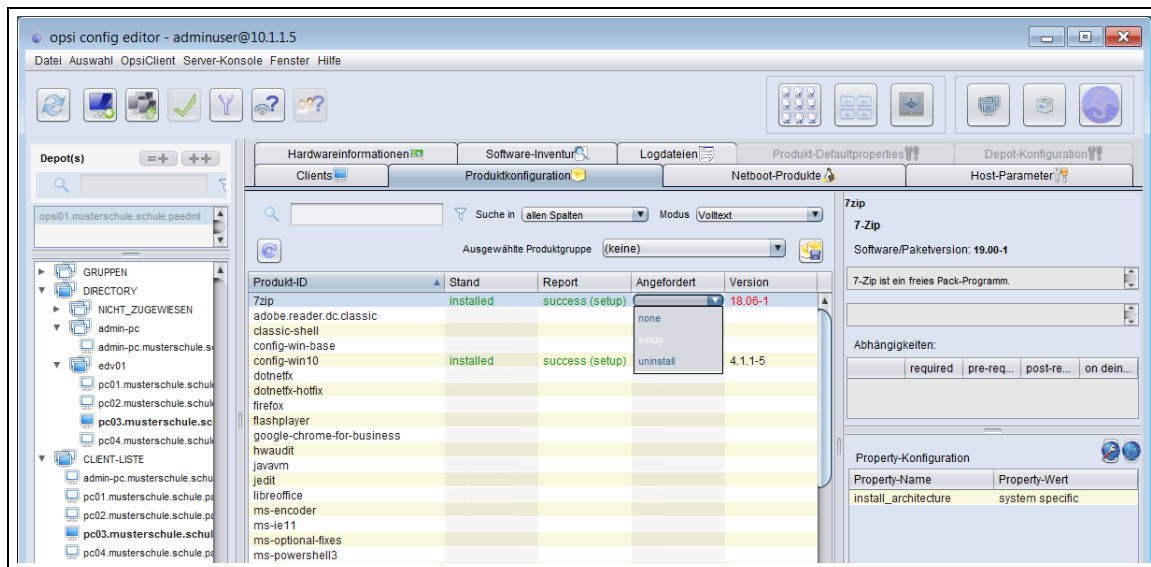 opsi config editor - adminuser@10.1.1.5
Datei Auswahl OpsiClient Server-Konsole Fenster Hilfe
Depot(s)
opsi01.musterschule.schule.paedml
GRUPPEN
DIRECTORY
NICHT_ZUGEWIESEN
admin-pc
admin-pc.musterschule.s
edv01
pc01.musterschule.schul
pc02.musterschule.schul
pc03.musterschule.sc
pc04.musterschule.schul
CLIENT-LISTE
admin-pc.musterschule.schu
pc01.musterschule.schule.pa
pc02.musterschule.schule.pa
pc03.musterschule.schul
pc04.musterschule.schule.pa
Hardwareinformationen Software-Inventur Logdateien Produkt-Defaultproperties Depot-Konfiguration
Clients Produktkonfiguration Netboot-Produkte Host-Parameter
Suche in allen Spalten Modus Volltext
Ausgewählte Produktgruppe (keine)
Produkt-ID Stand Report Angefordert Version
7zip installed success (setup) 18.06-1
adobe.reader.dc.classic
classic-shell
config-win-base
config-win10 installed success (setup) 4.1.1-5
dotnetfx
dotnetfx-hotfix
firefox
flashplayer
google-chrome-for-business
hwaudit
javavm
jedit
libreoffice
ms-encoder
ms-ie11
ms-optional-fixes
ms-powershell3
none
setup
uninstall
7zip
7-Zip
Software/Paketversion: 19.00-1
7-Zip ist ein freies Pack-Programm.
Abhängigkeiten:
required pre-req... post-re... on dein...
Property-Konfiguration
Property-Name Property-Wert
install_architecture system specific